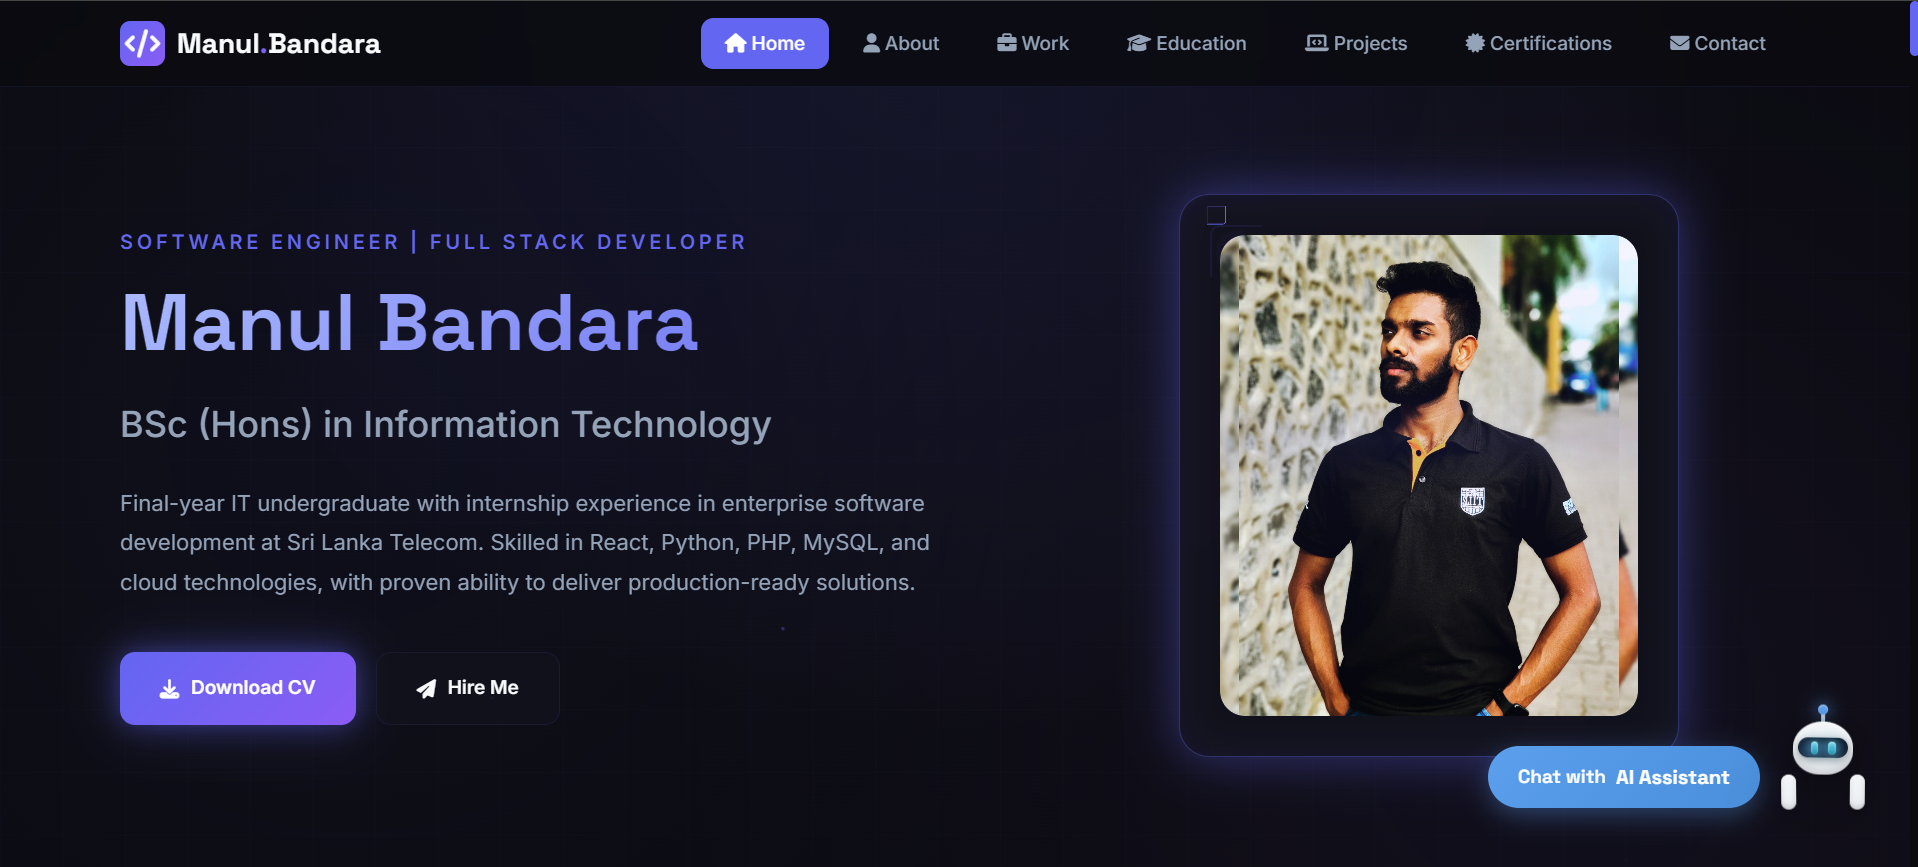 Manul.Bandara
Home
About
Work
Education
Projects
Certifications
Contact
SOFTWARE ENGINEER | FULL STACK DEVELOPER
Manul Bandara
BSc (Hons) in Information Technology
Final-year IT undergraduate with internship experience in enterprise software
development at Sri Lanka Telecom. Skilled in React, Python, PHP, MySQL, and
cloud technologies, with proven ability to deliver production-ready solutions.
Download CV
Hire Me
Chat with AI Assistant